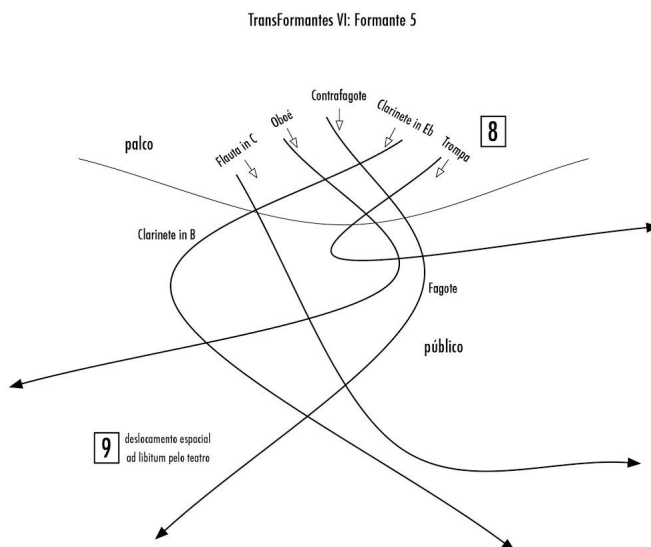 TransFormantes VI: Formante 5
Contrafagote
Oboé
Clarinete in Eb
Flauta in C
Trompa
8
palco
Clarinete in B
Fagote
público
9
deslocamento espacial
ad libitum pelo teatro